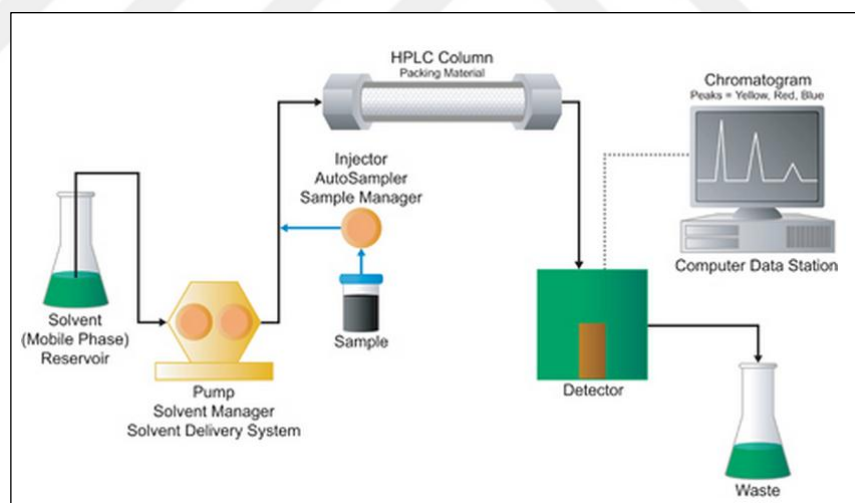 HPLC Column
Packing Material
Chromatogram
Peaks = Yellow, Red, Blue
Injector
AutoSampler
Sample Manager
Computer Data Station
Solvent
(Mobile Phase)
Reservoir
Sample
Pump
Solvent Manager
Solvent Delivery System
Detector
Waste